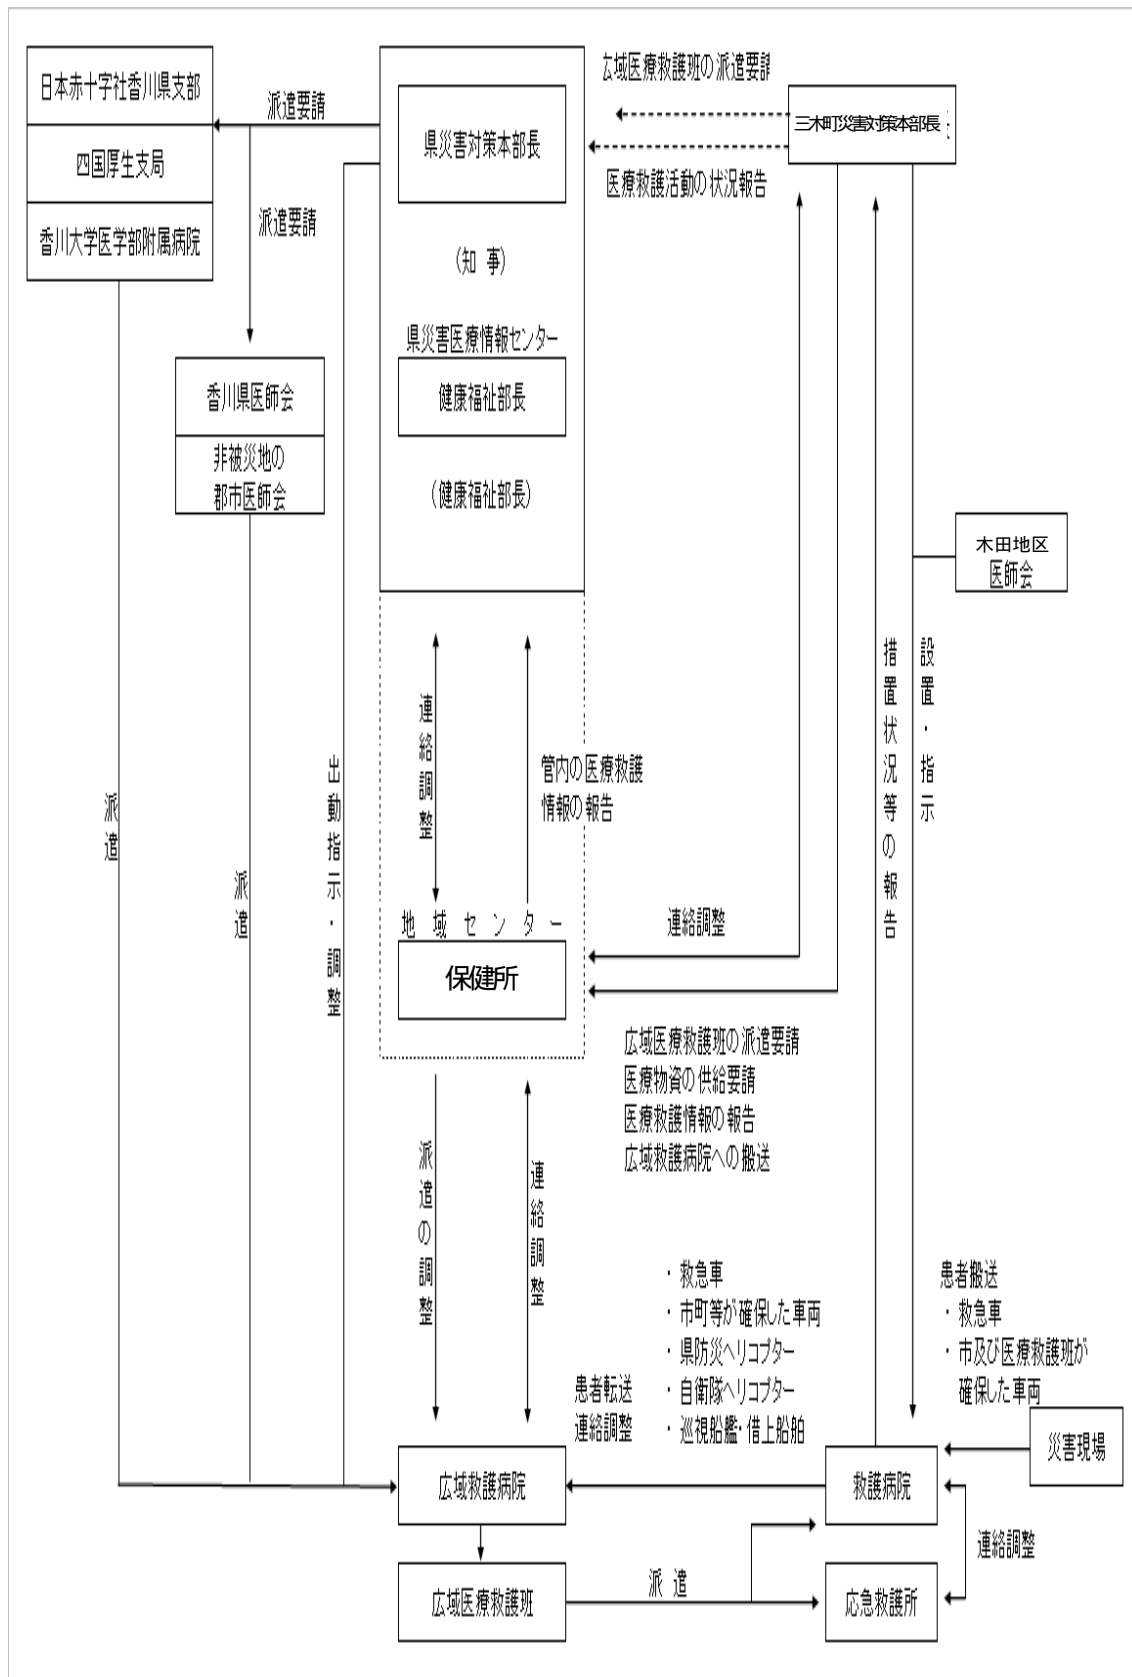 日本赤十字社香川県支部
四国厚生支局
香川大学医学部附属病院
派遣要請
派遣要請
県災害対策本部長
(知 事)
県災害医療情報センター
健康福祉部長
(健康福祉部長)
広域医療救護班の派遣要請
医療救護活動の状況報告
三木町災害対策本部長
香川県医師会
非被災地の
郡市医師会
木田地区
医師会
連絡調整
管内の医療救護
情報の報告
措置状況等の報告
設置・指示
派遣
派遣
出動指示・調整
地域センター
保健所
連絡調整
広域医療救護班の派遣要請
医療物資の供給要請
医療救護情報の報告
広域救護病院への搬送
派遣の調整
連絡調整
患者転送
連絡調整
・ 救急車
・ 市町等が確保した車両
・ 県防災ヘリコプター
・ 自衛隊ヘリコプター
・ 巡視船艦・借上船舶
患者搬送
・ 救急車
・ 市及び医療救護班が
確保した車両
災害現場
広域救護病院
救護病院
連絡調整
広域医療救護班
派 遣
応急救護所